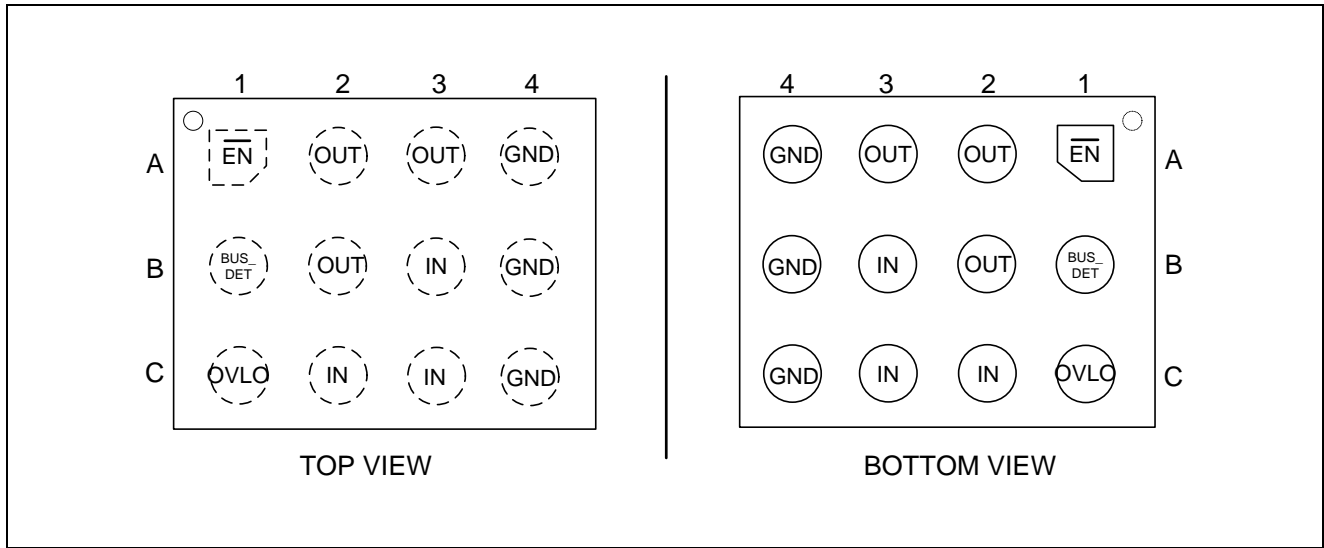 1 2 3 4
A EN OUT OUT GND
B BUS_ DET OUT IN GND
C OVLO IN IN GND
TOP VIEW
4 3 2 1
GND OUT OUT EN A
GND IN OUT BUS_ DET B
GND IN IN OVLO C
BOTTOM VIEW